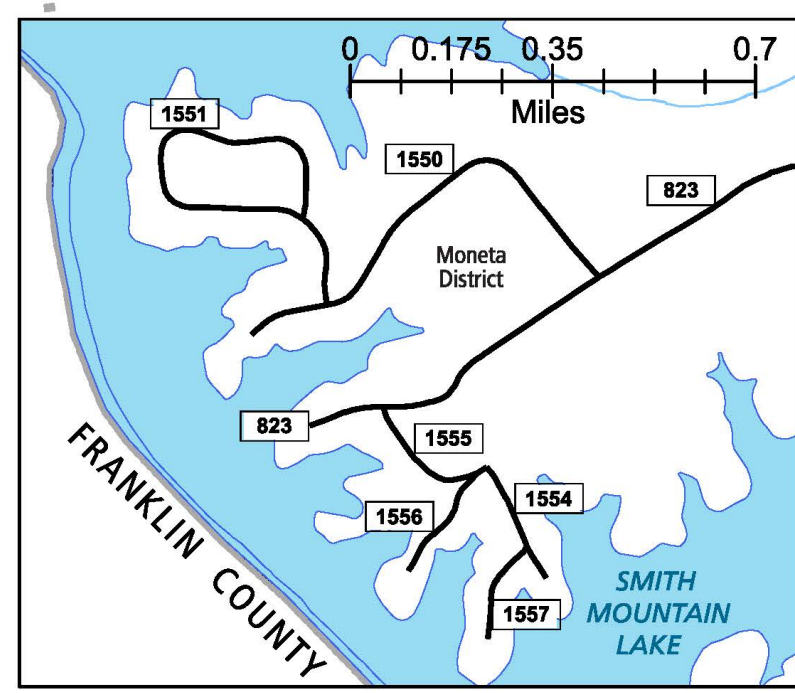 0 0.175 0.35 0.7
Miles
1551
1550
823
Moneta
District
823
1555
1556
1554
1557
FRANKLIN COUNTY
SMITH
MOUNTAIN
LAKE